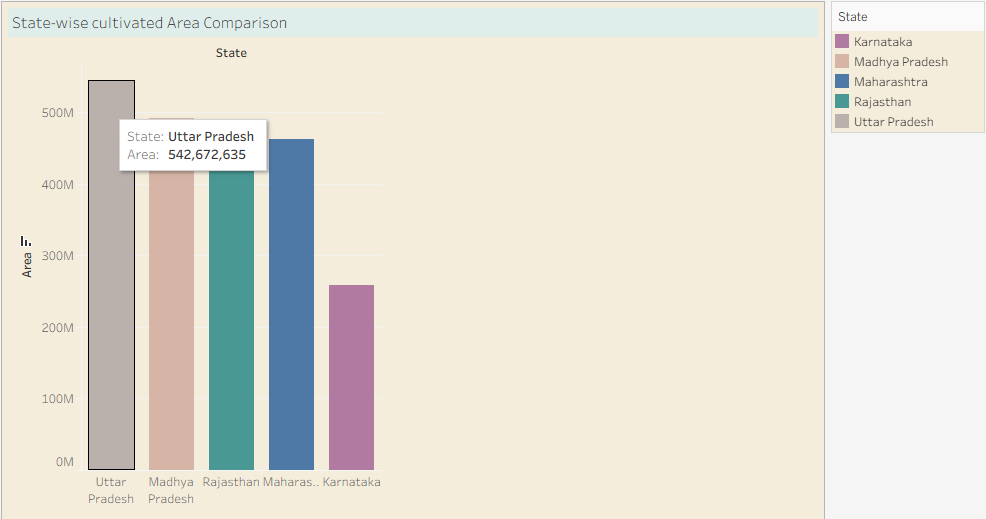 State-wise cultivated Area Comparison
State
500M
400M
300M
200M
100M
0M
Area
State: Uttar Pradesh
Area: 542,672,635
Uttar Pradesh
Madhya Pradesh
Rajasthan
Maharas..
Karnataka
State
Karnataka
Madhya Pradesh
Maharashtra
Rajasthan
Uttar Pradesh